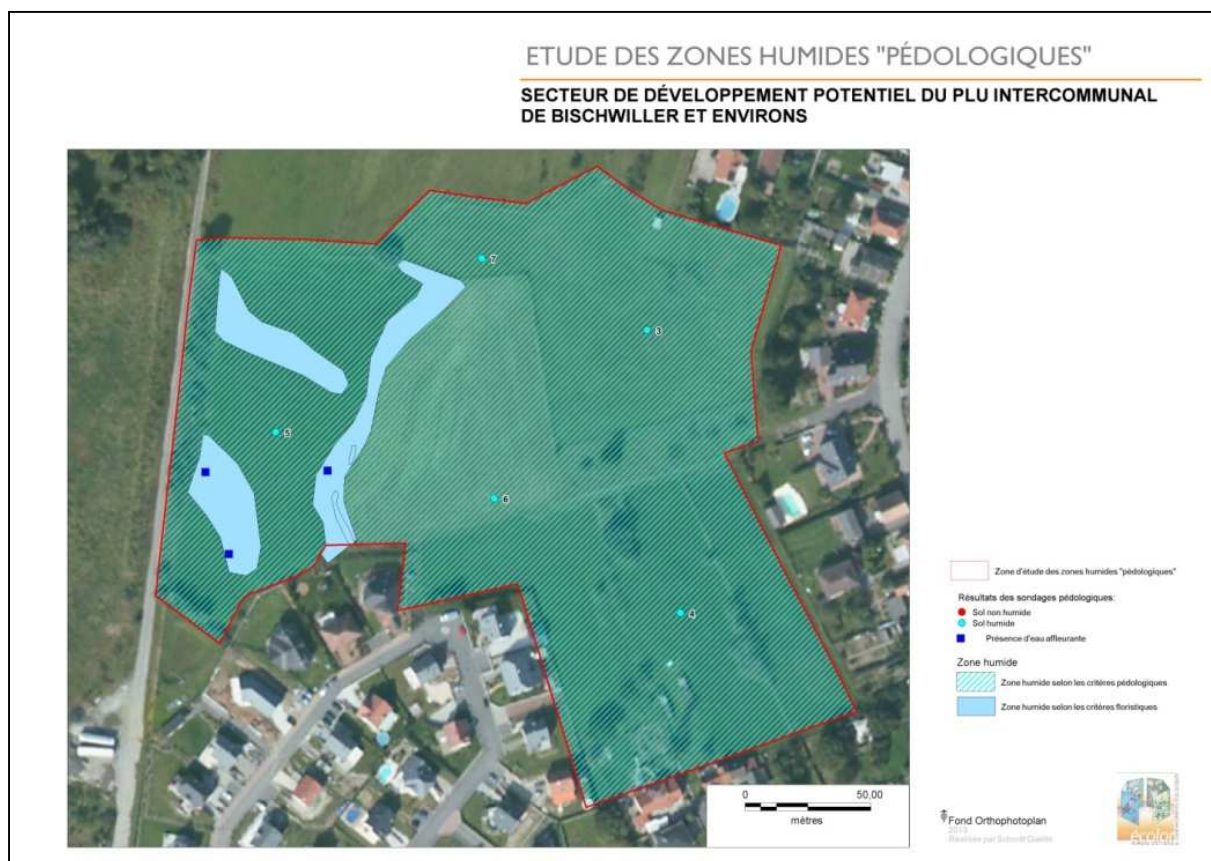 ETUDE DES ZONES HUMIDES "PÉDOLOGIQUES"
SECTEUR DE DÉVELOPPEMENT POTENTIEL DU PLU INTERCOMMUNAL
DE BISCHWILLER ET ENVIRONS
7
3
5
6
4
Zone d'étude des zones humides "pédologiques"
Résultats des sondages pédologiques:
Sol non humide
Sol humide
Présence d'eau affleurante
Zone humide
Zone humide selon les critères pédologiques
Zone humide selon les critères floristiques
0
50,00
mètres
Fond Orthophotoplan
2013
écolor